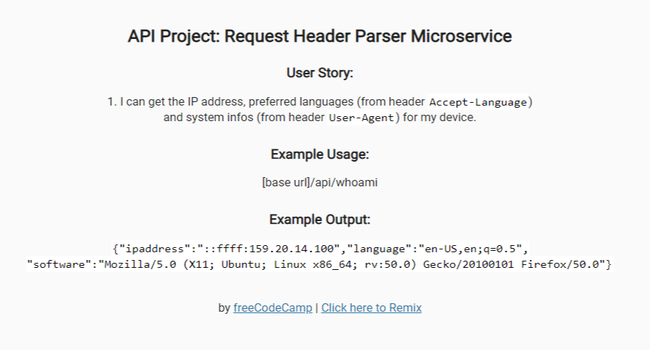 API Project: Request Header Parser Microservice
User Story:
1. I can get the IP address, preferred languages (from header Accept-Language)
and system infos (from header User-Agent) for my device.
Example Usage:
[base url]/api/whoami
Example Output:
{"ipaddress":"::ffff:159.20.14.100","language":"en-US,en;q=0.5",
"software":"Mozilla/5.0 (X11; Ubuntu; Linux x86_64; rv:50.0) Gecko/20100101 Firefox/50.0"}
by freeCodeCamp | Click here to Remix